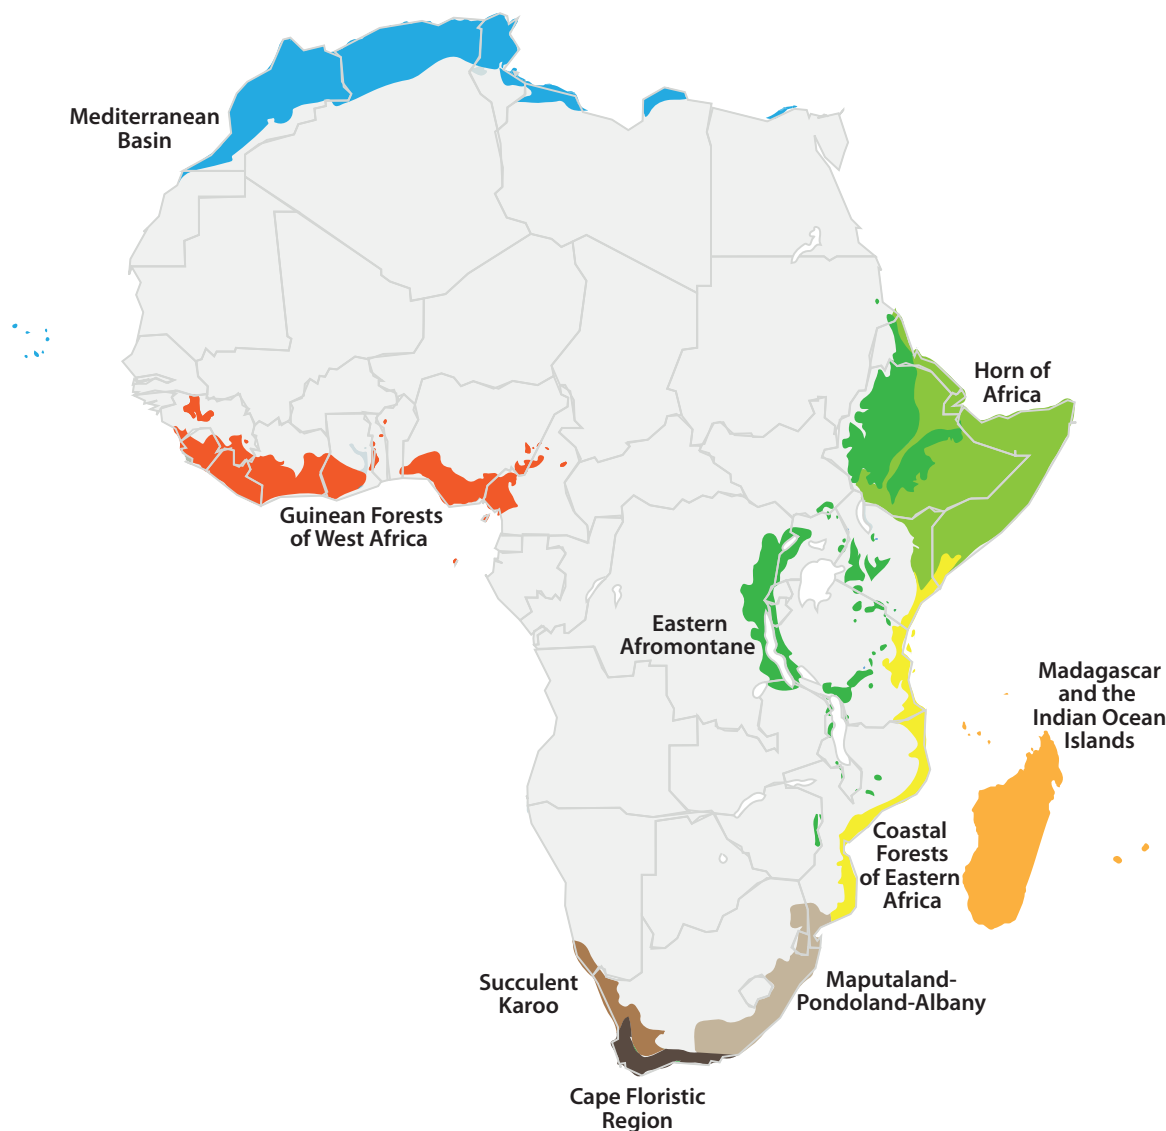 Mediterranean
Basin
Horn of
Africa
Guinean Forests
of West Africa
Eastern
Afromontane
Madagascar
and the
Indian Ocean
Islands
Coastal
Forests
of Eastern
Africa
Succulent
Karoo
Maputaland-
Pondoland-Albany
Cape Floristic
Region